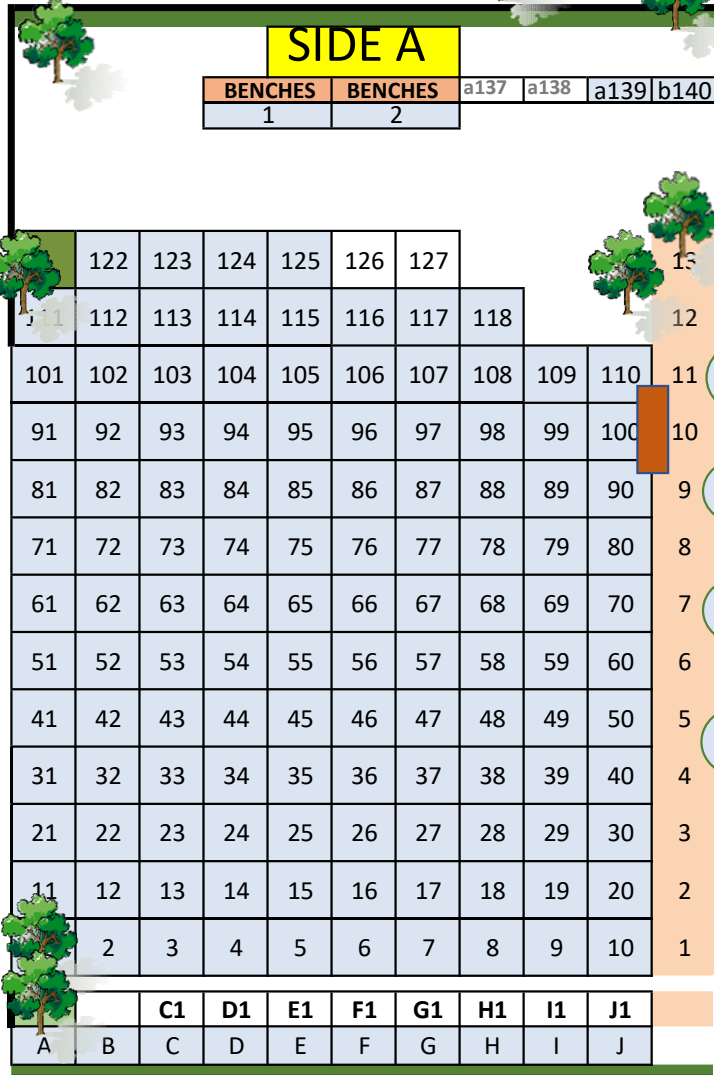 SIDE A
BENCHES BENCHES a137 a138 a139 b140
1 2
122 123 124 125 126 127 13
111 112 113 114 115 116 117 118 12
101 102 103 104 105 106 107 108 109 110 11
91 92 93 94 95 96 97 98 99 100 10
81 82 83 84 85 86 87 88 89 90 9
71 72 73 74 75 76 77 78 79 80 8
61 62 63 64 65 66 67 68 69 70 7
51 52 53 54 55 56 57 58 59 60 6
41 42 43 44 45 46 47 48 49 50 5
31 32 33 34 35 36 37 38 39 40 4
21 22 23 24 25 26 27 28 29 30 3
11 12 13 14 15 16 17 18 19 20 2
2 3 4 5 6 7 8 9 10 1
C1 D1 E1 F1 G1 H1 I1 J1
A B C D E F G H I J